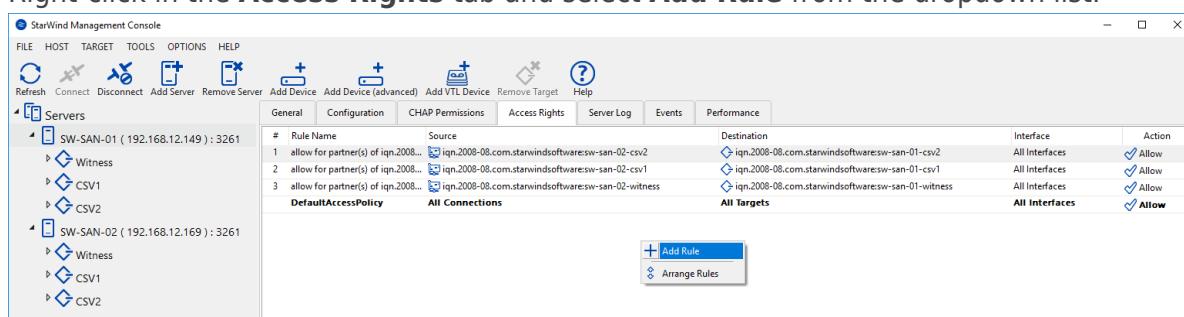 Right-click in the Access Rights tab and select Add Rule from the dropdown list.
StarWind Management Console
FILE HOST TARGET TOOLS OPTIONS HELP
Refresh Connect Disconnect Add Server Remove Server Add Device Add Device (advanced) Add VTL Device Remove Target Help
Servers
SW-SAN-01 ( 192.168.12.149 ) : 3261
Witness
CSV1
CSV2
SW-SAN-02 ( 192.168.12.169 ) : 3261
Witness
CSV1
CSV2
General Configuration CHAP Permissions Access Rights Server Log Events Performance
# Rule Name Source Destination Interface Action
1 allow for partner(s) of iqn.2008... iqn.2008-08.com.starwindsoftware:sw-san-02-csv2 iqn.2008-08.com.starwindsoftware:sw-san-01-csv2 All Interfaces Allow
2 allow for partner(s) of iqn.2008... iqn.2008-08.com.starwindsoftware:sw-san-02-csv1 iqn.2008-08.com.starwindsoftware:sw-san-01-csv1 All Interfaces Allow
3 allow for partner(s) of iqn.2008... iqn.2008-08.com.starwindsoftware:sw-san-02-witness iqn.2008-08.com.starwindsoftware:sw-san-01-witness All Interfaces Allow
DefaultAccessPolicy All Connections All Targets All Interfaces Allow
Add Rule
Arrange Rules